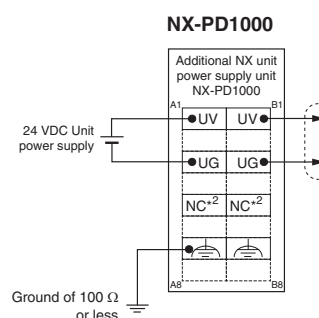 NX-PD1000
Additional NX unit
power supply unit
NX-PD1000
A1 B1
24 VDC Unit
power supply
UV UV
UG UG
NC*2 NC*2
A8 B8
Ground of 100 Ω
or less